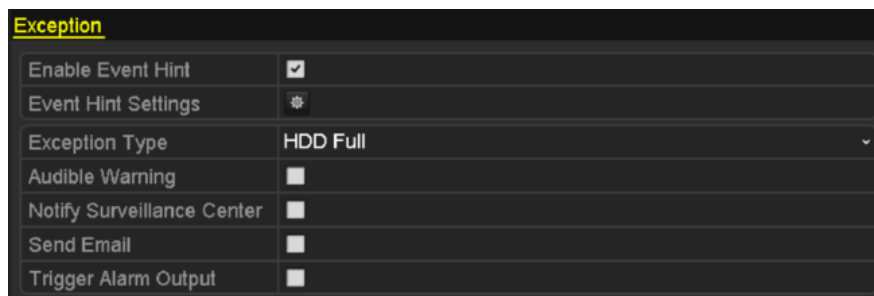 Exception
Enable Event Hint
Event Hint Settings
Exception Type HDD Full
Audible Warning
Notify Surveillance Center
Send Email
Trigger Alarm Output